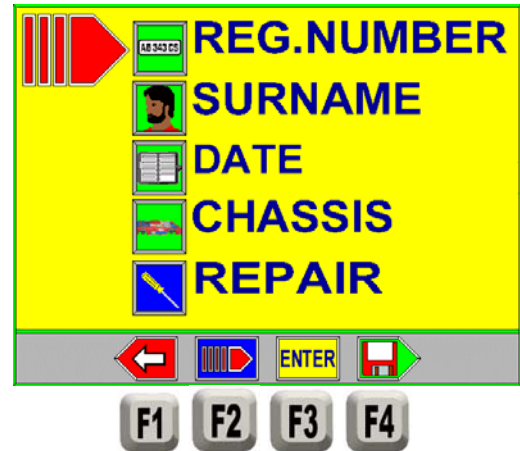 AB 343 CS REG.NUMBER
SURNAME
DATE
CHASSIS
REPAIR
ENTER
F1 F2 F3 F4